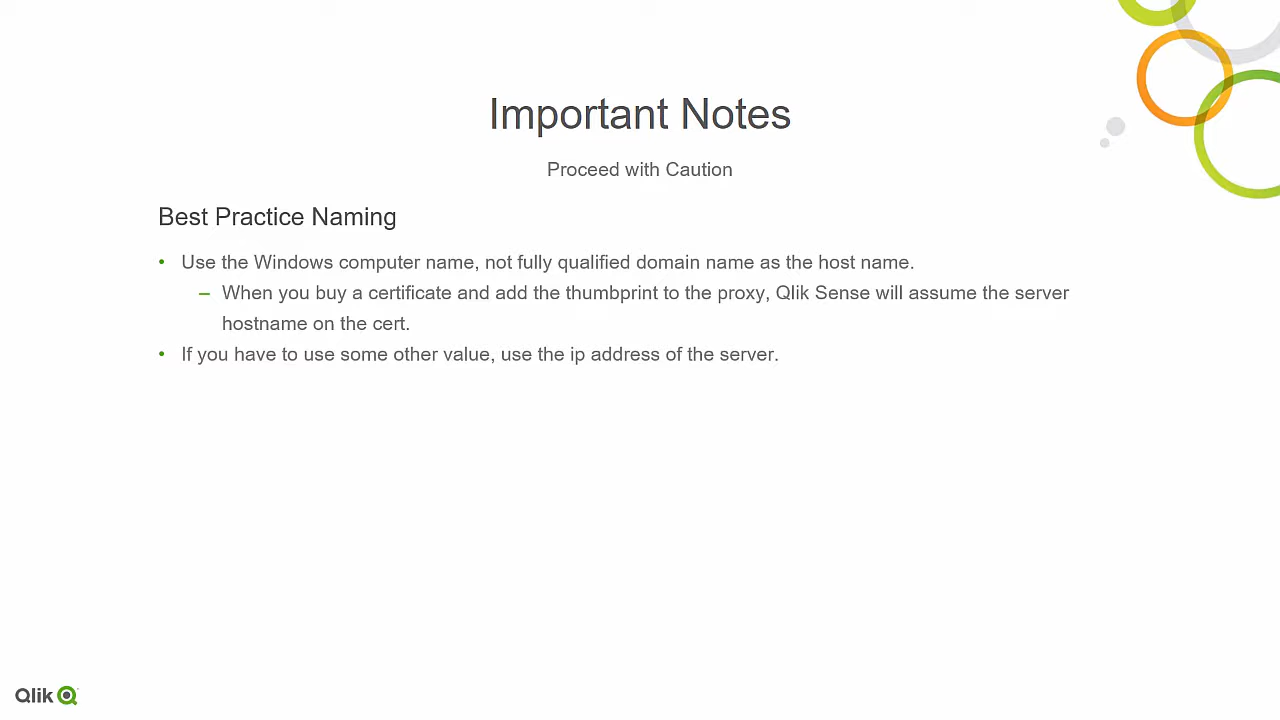 Important Notes
Proceed with Caution
Best Practice Naming
• Use the Windows computer name, not fully qualified domain name as the host name.
– When you buy a certificate and add the thumbprint to the proxy, Qlik Sense will assume the server
hostname on the cert.
• If you have to use some other value, use the ip address of the server.
Qlik